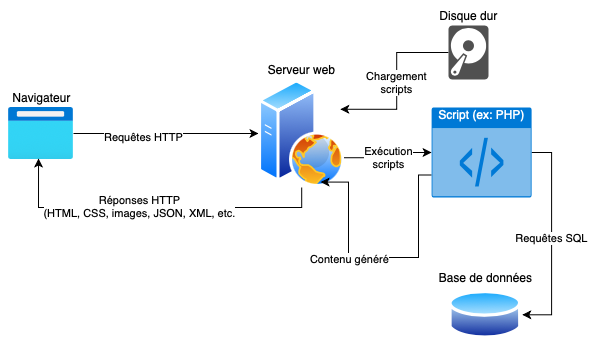 Disque dur
Serveur web
Chargement
scripts
Navigateur
Script (ex: PHP)
Requêtes HTTP
Exécution
scripts
</>
Réponses HTTP
(HTML, CSS, images, JSON, XML, etc.
Requêtes SQL
Contenu généré
Base de données